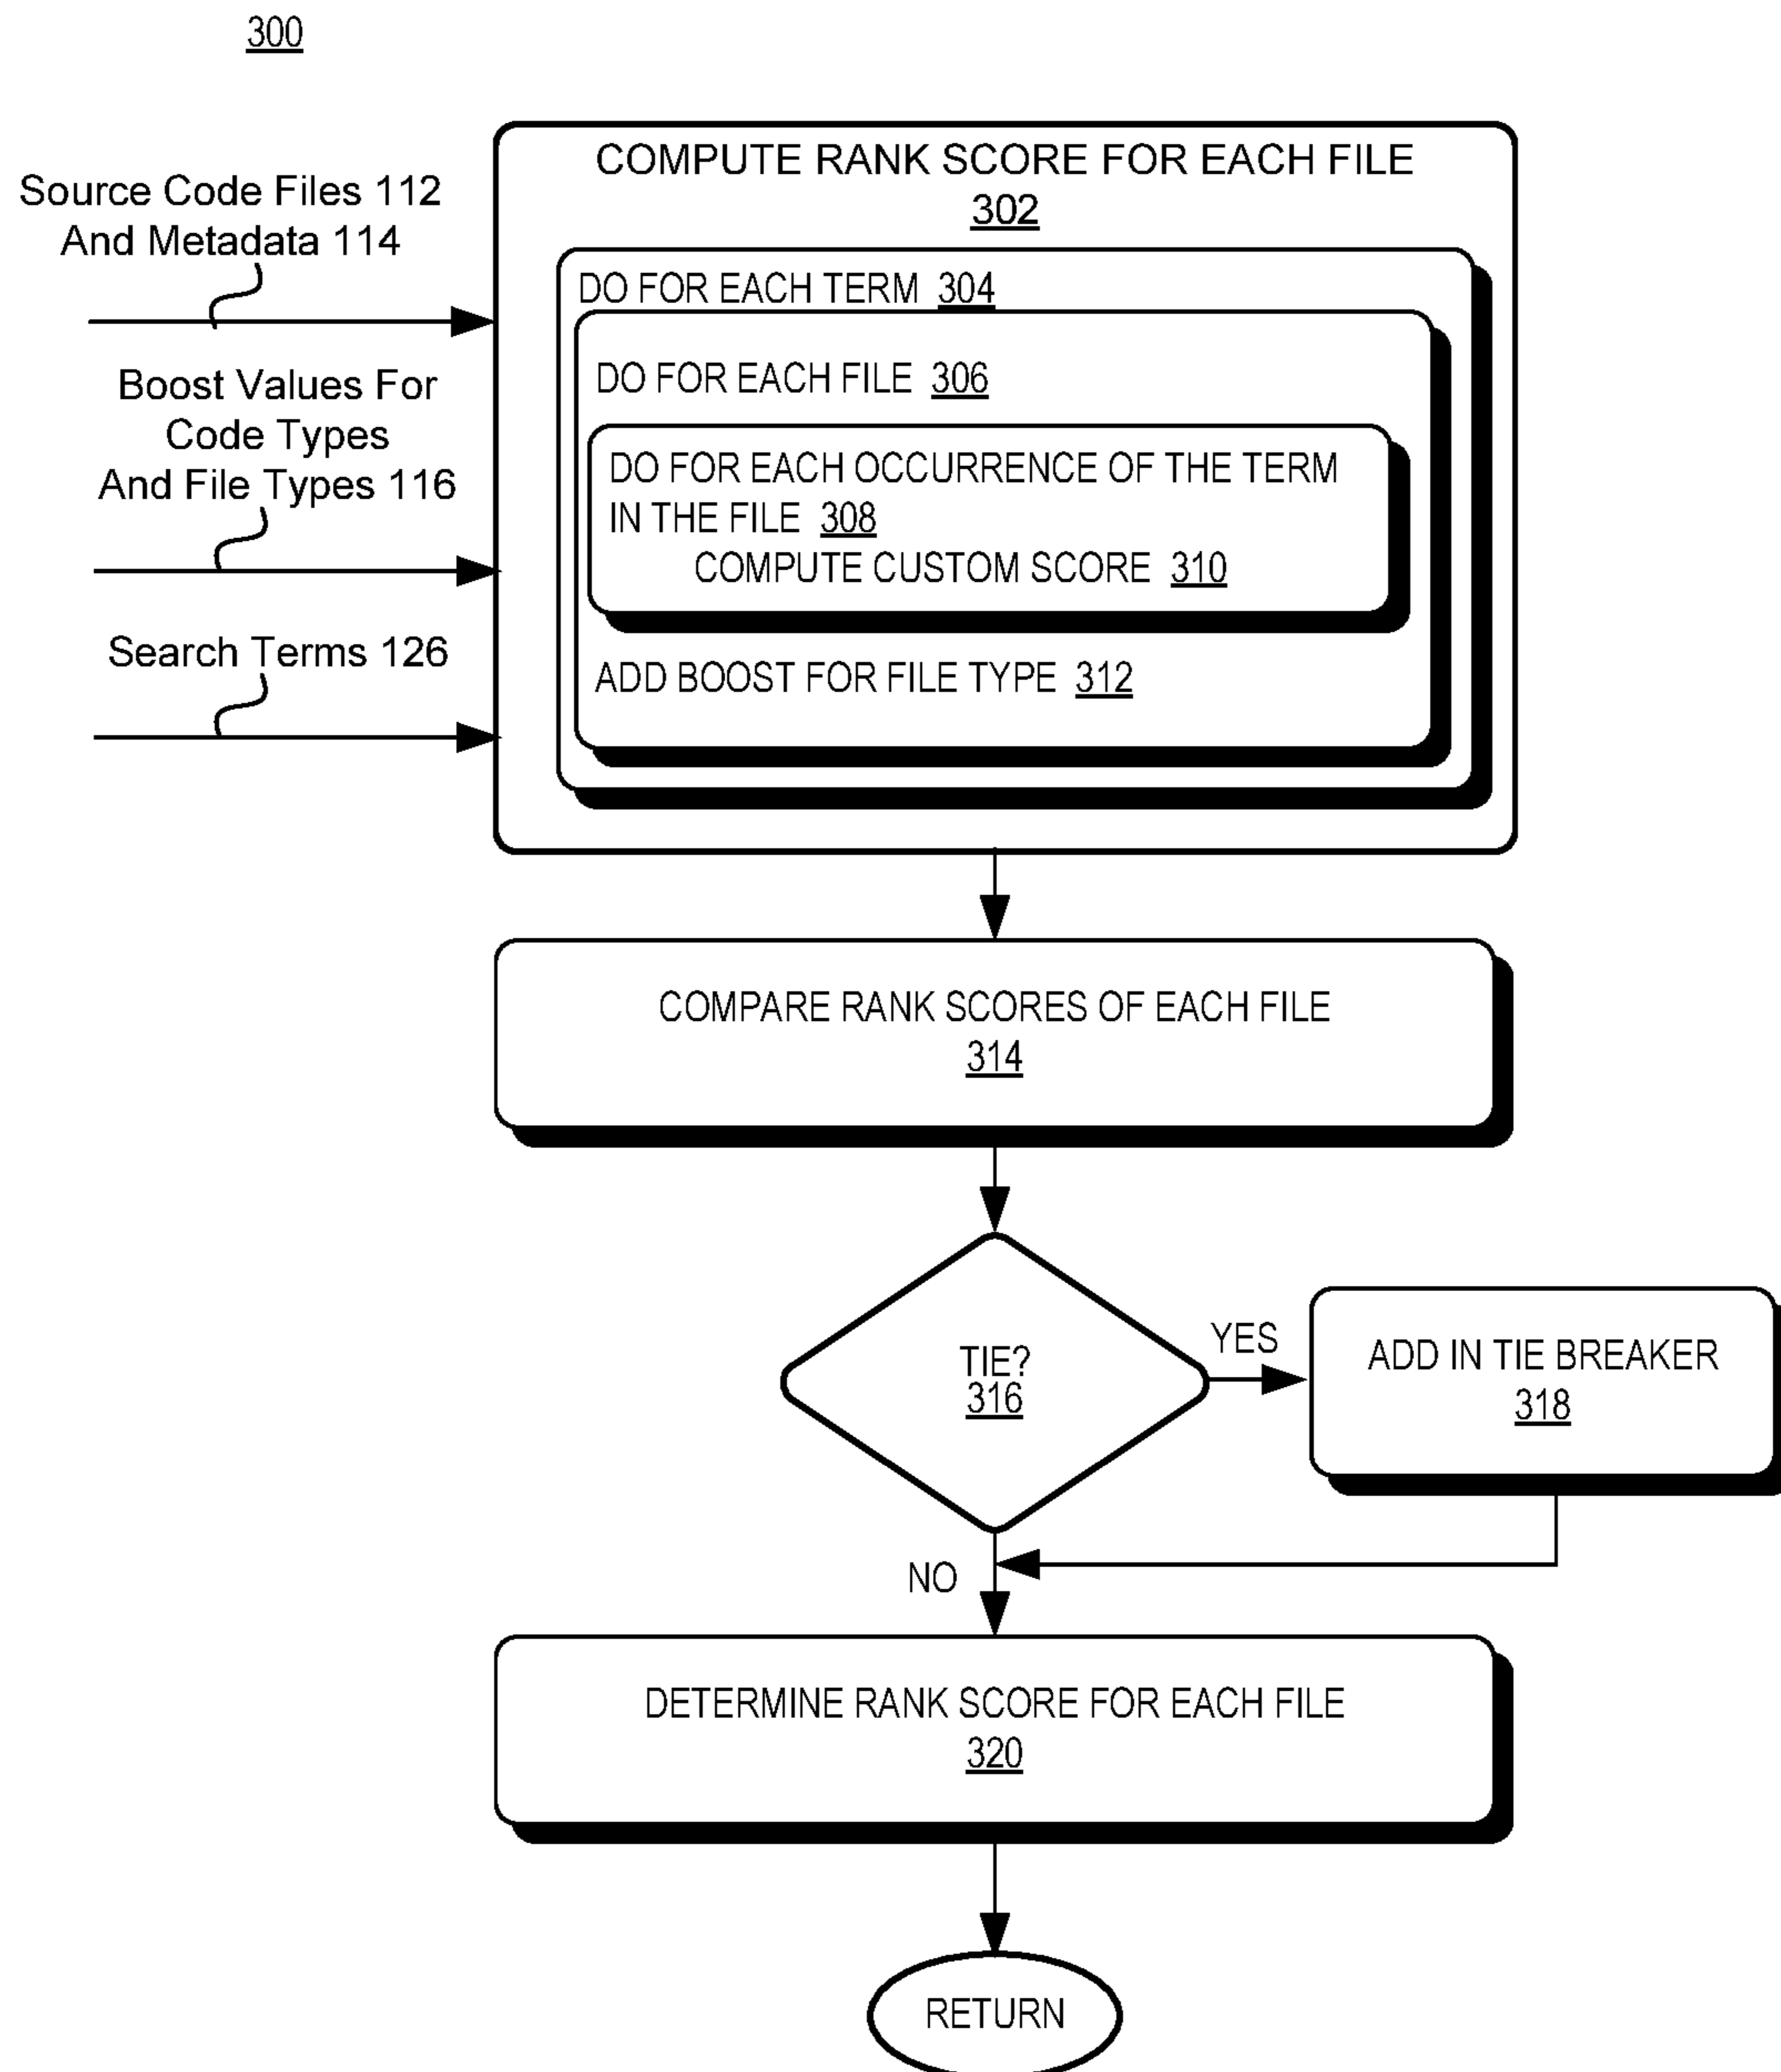 300
COMPUTE RANK SCORE FOR EACH FILE
302
Source Code Files 112
And Metadata 114
Boost Values For
Code Types
And File Types 116
Search Terms 126
DO FOR EACH TERM 304
DO FOR EACH FILE 306
DO FOR EACH OCCURRENCE OF THE TERM
IN THE FILE 308
COMPUTE CUSTOM SCORE 310
ADD BOOST FOR FILE TYPE 312
COMPARE RANK SCORES OF EACH FILE
314
TIE?
316
YES
ADD IN TIE BREAKER
318
NO
DETERMINE RANK SCORE FOR EACH FILE
320
RETURN